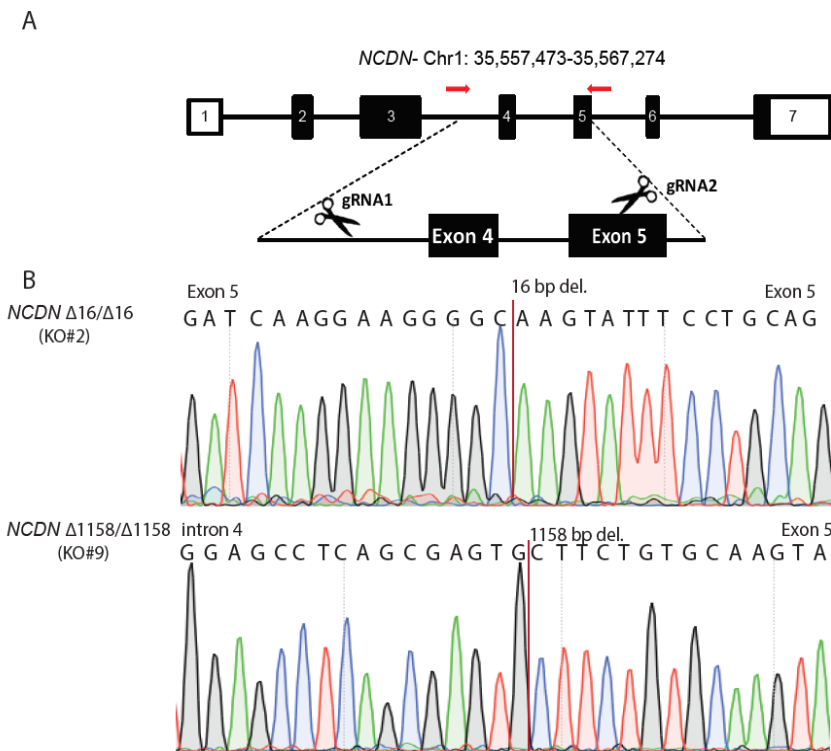 A
NCDN- Chr1: 35,557,473-35,567,274
1 2 3 4 5 6 7
gRNA1 gRNA2
Exon 4 Exon 5
B
NCDN Δ16/Δ16
(KO#2)
Exon 5 16 bp del. Exon 5
G A T C A A G G A A G G G G C A A G T A T T T C C T G C A G
NCDN Δ1158/Δ1158
(KO#9)
intron 4 1158 bp del. Exon 5
G G A G C C T C A G C G A G T G C T T C T G T G C A A G T A